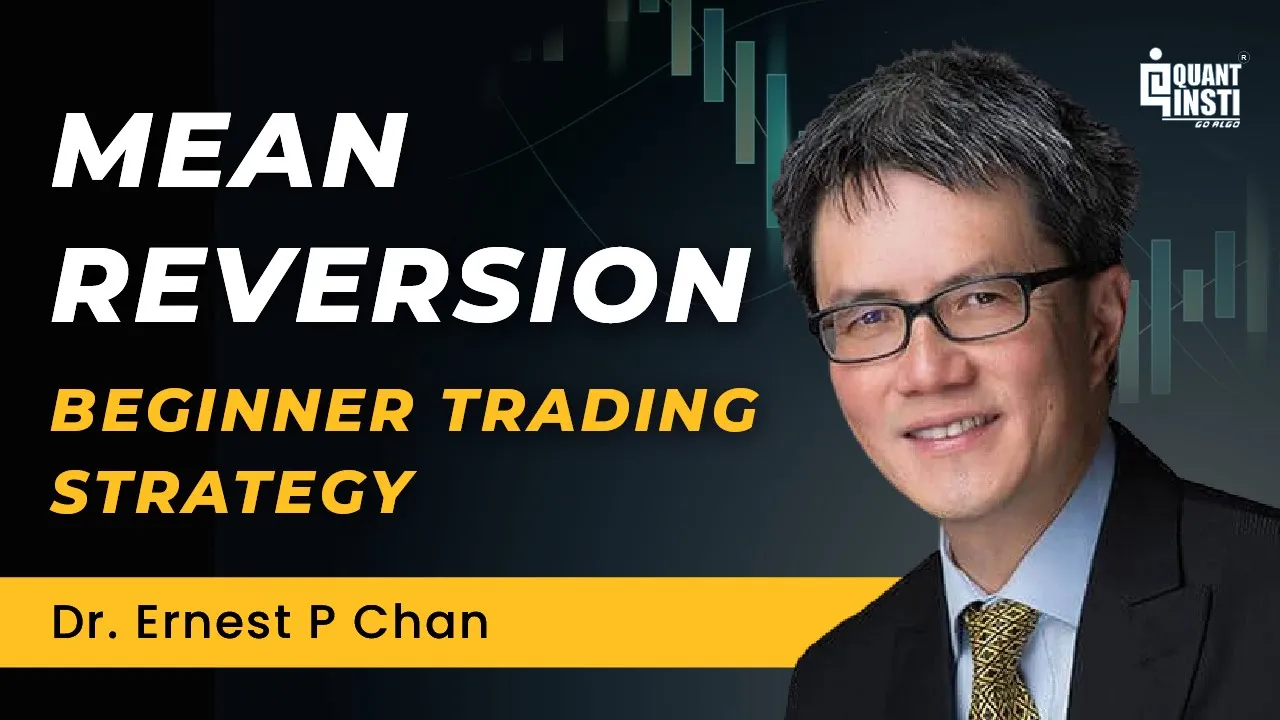 MEAN
REVERSION
BEGINNER TRADING
STRATEGY
Dr. Ernest P Chan
QUANT
INSTI
GO ALGO
®